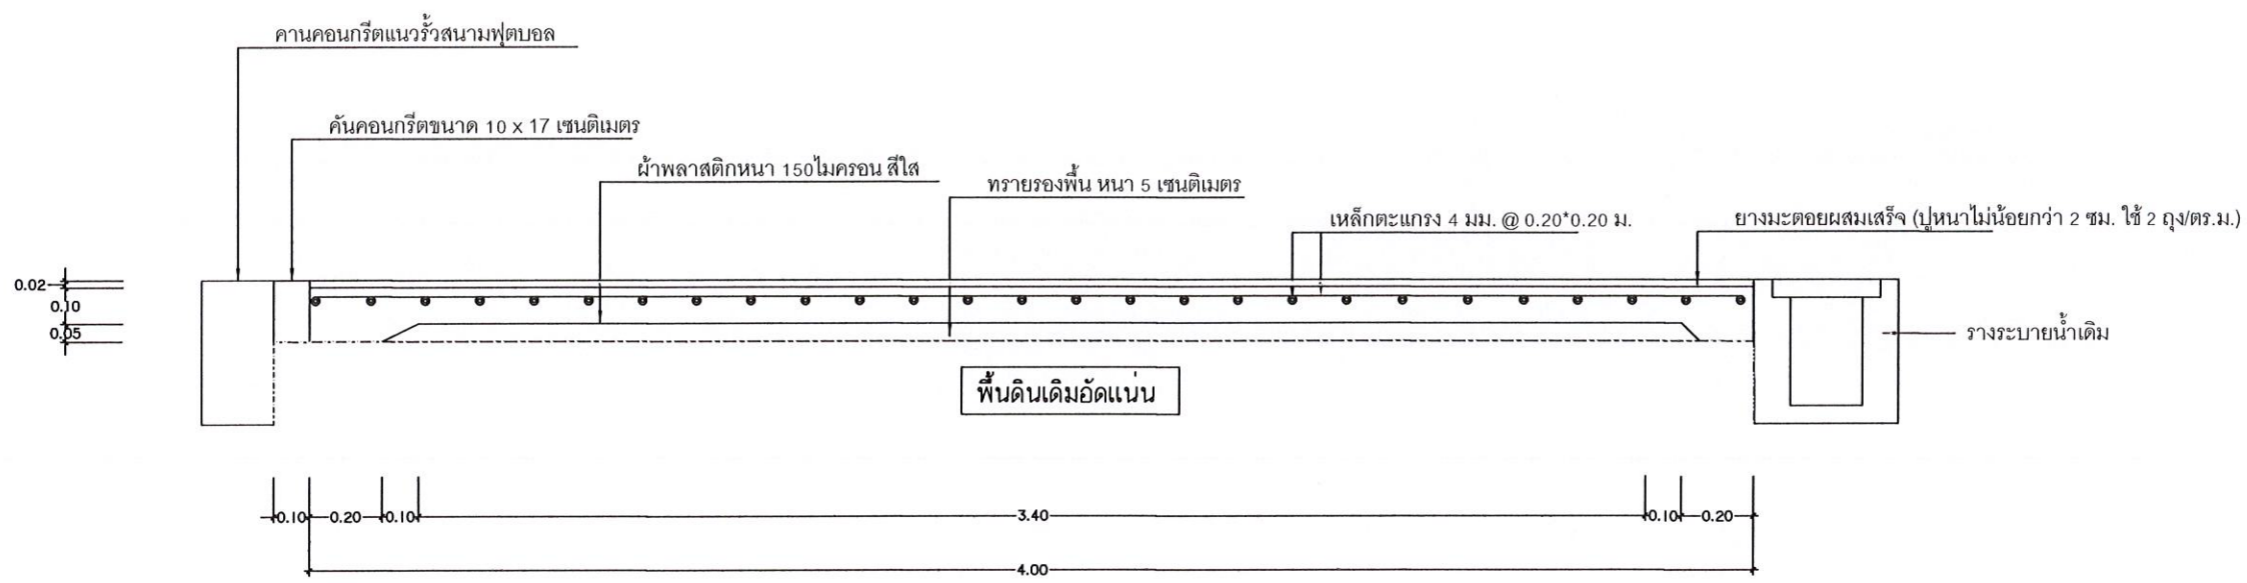 คานคอนกรีตแนวรั้วสนามฟุตบอล
คันคอนกรีตขนาด 10 x 17 เซนติเมตร
ผ้าพลาสติกหนา 150ไมครอน สีใส
ทรายรองพื้น หนา 5 เซนติเมตร
เหล็กตะแกรง 4 มม. @ 0.20*0.20 ม.
ยางมะตอยผสมเสร็จ (ปูหนาไม่น้อยกว่า 2 ซม. ใช้ 2 ถุง/ตร.ม.)
0.02
0.10
0.05
รางระบายน้ำเดิม
พื้นดินเดิมอัดแน่น
0.10 0.20 0.10 3.40 0.10 0.20
4.00